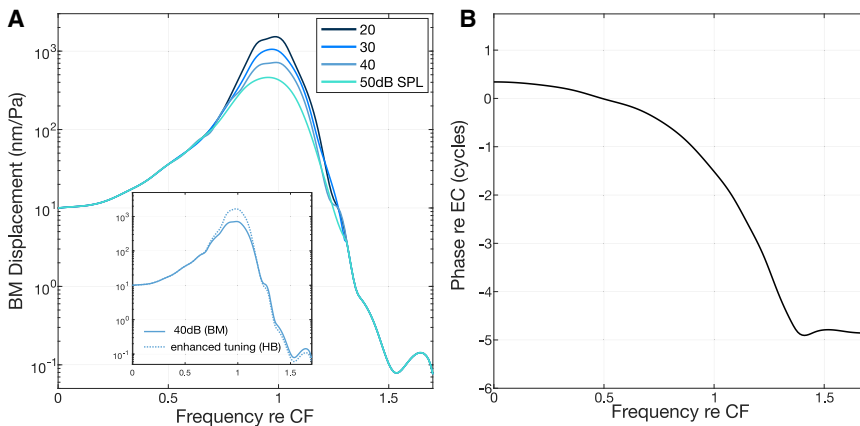 A
BM Displacement (nm/Pa)
10³
10²
10¹
10⁰
10⁻¹
20
30
40
50dB SPL
10³
10²
10¹
10⁰
10⁻¹
40dB (BM)
enhanced tuning (HB)
0 0.5 1 1.5
0 0.5 1 1.5
Frequency re CF
B
Phase re EC (cycles)
1
0
-1
-2
-3
-4
-5
-6
0 0.5 1 1.5
Frequency re CF